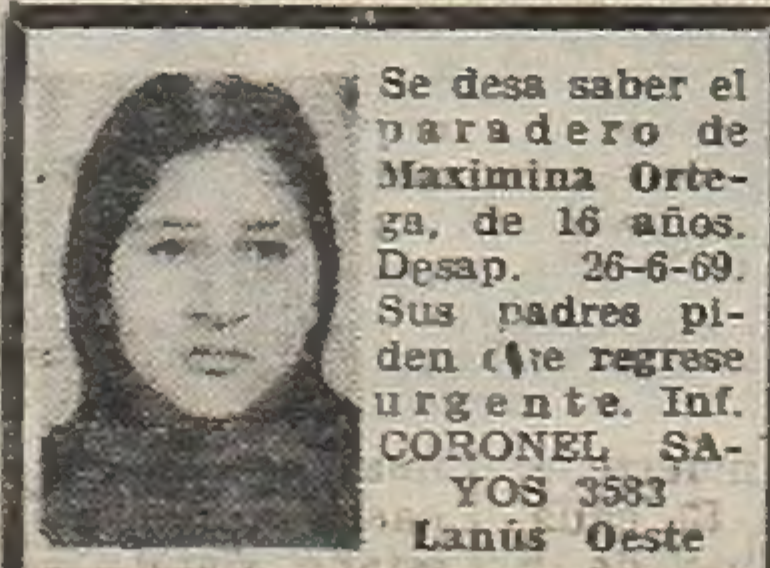 Se desa saber el
paradero de
Maximina Orte-
ga, de 16 años.
Desap. 26-6-69.
Sus padres pi-
den que regrese
urgente. Inf.
CORONEL SA-
YOS 3583
Lanús Oeste